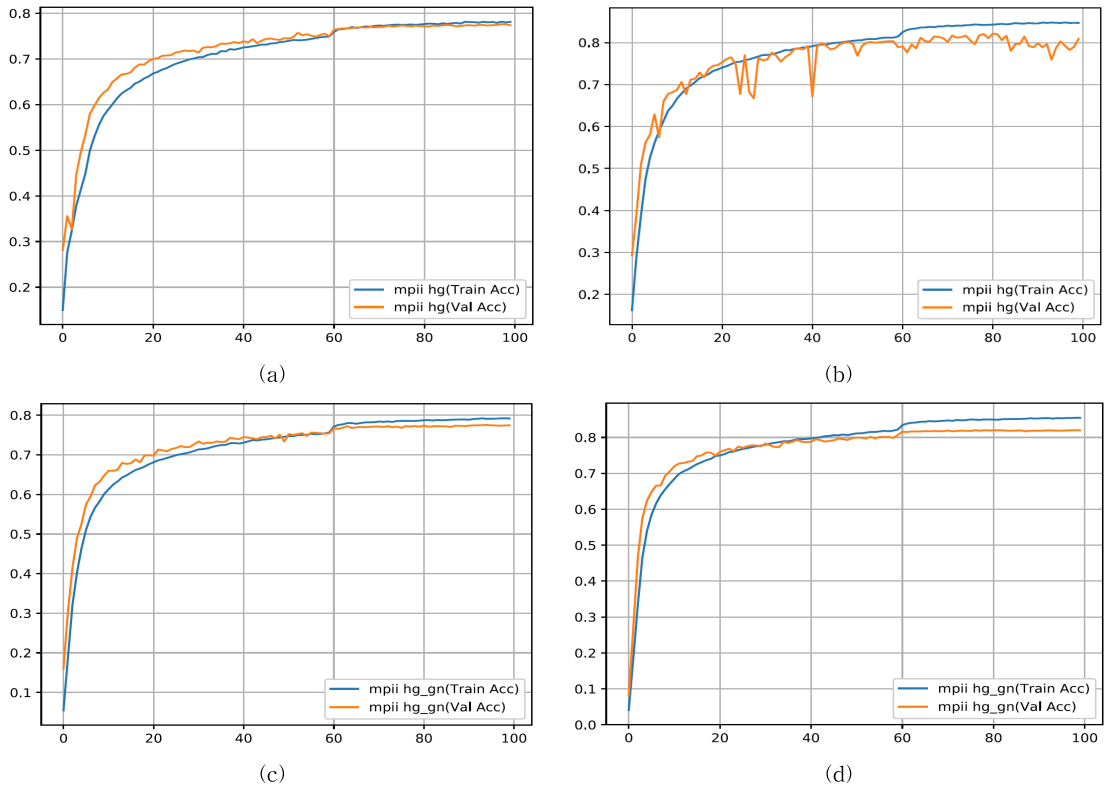 0.8
0.7
0.6
0.5
0.4
0.3
0.2
0 20 40 60 80 100
mpii hg(Train Acc)
mpii hg(Val Acc)
(a)
0.8
0.7
0.6
0.5
0.4
0.3
0.2
0 20 40 60 80 100
mpii hg(Train Acc)
mpii hg(Val Acc)
(b)
0.8
0.7
0.6
0.5
0.4
0.3
0.2
0.1
0 20 40 60 80 100
mpii hg_gn(Train Acc)
mpii hg_gn(Val Acc)
(c)
0.8
0.7
0.6
0.5
0.4
0.3
0.2
0.1
0.0
0 20 40 60 80 100
mpii hg_gn(Train Acc)
mpii hg_gn(Val Acc)
(d)